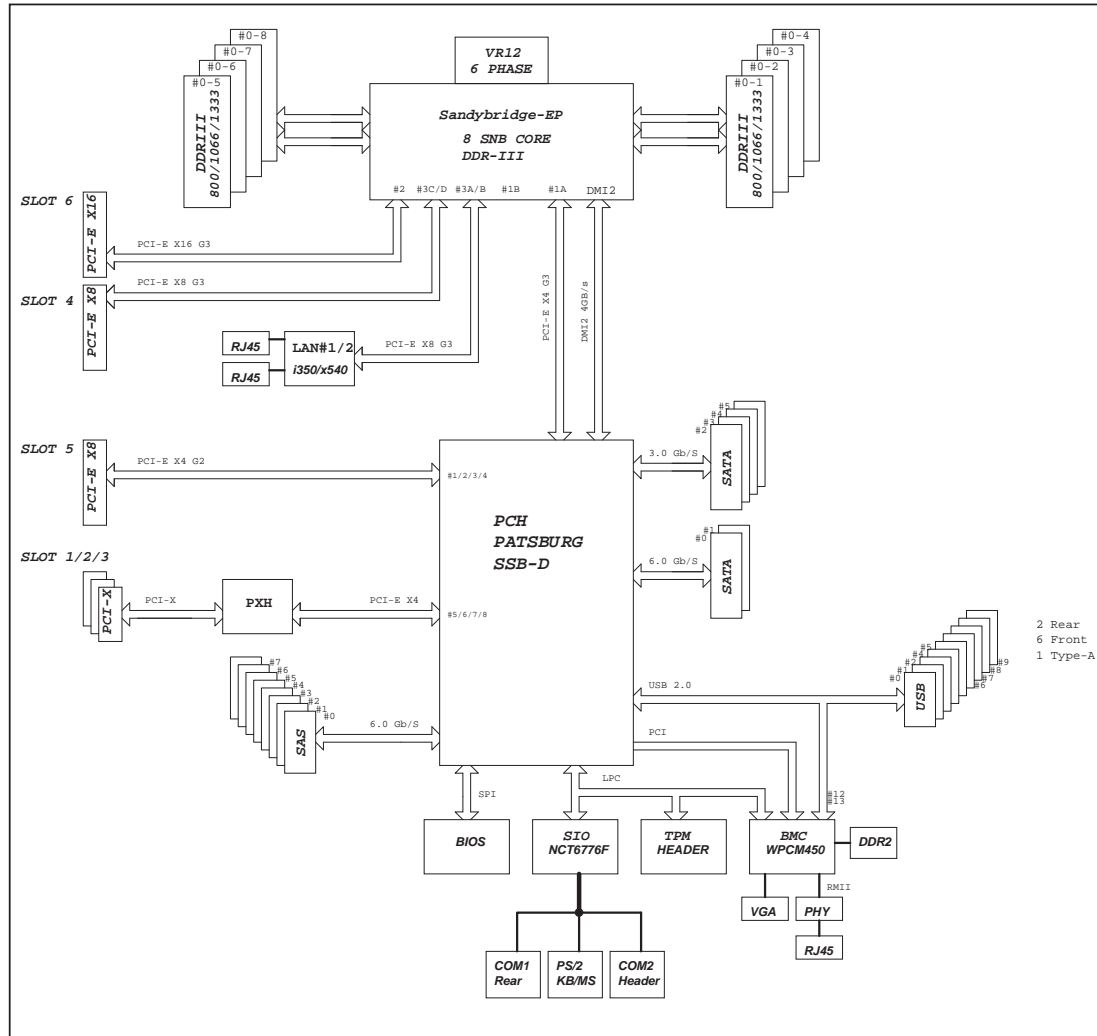 VR12
6 PHASE
Sandybridge-EP
8 SNB CORE
DDR-III
#2
#3C/D
#3A/B
#1B
#1A
DMI2
#0-8
#0-7
#0-6
#0-5
DDRIII
800/1066/1333
#0-4
#0-3
#0-2
#0-1
DDRIII
800/1066/1333
SLOT 6
PCI-E X16
PCI-E X16 G3
SLOT 4
PCI-E X8
PCI-E X8 G3
RJ45
RJ45
LAN#1/2
i350/x540
PCI-E X8 G3
PCI-E X4 G3
DMI2 4GB/s
SLOT 5
PCI-E X8
PCI-E X4 G2
#1/2/3/4
PCH
PATSBURG
SSB-D
#5
#4
#3
#2
3.0 Gb/S
SATA
#1
#0
6.0 Gb/S
SATA
SLOT 1/2/3
PCI-X
PCI-X
PXH
PCI-E X4
#5/6/7/8
#7
#6
#5
#4
#3
#2
#1
#0
SAS
6.0 Gb/S
USB 2.0
#5
#4
#2
#1
#0
USB
#9
#8
#7
#6
2 Rear
6 Front
1 Type-A
PCI
LPC
SPI
#12
#13
BIOS
SIO
NCT6776F
TPM
HEADER
BMC
WPCM450
DDR2
RMII
VGA
PHY
RJ45
COM1
Rear
PS/2
KB/MS
COM2
Header